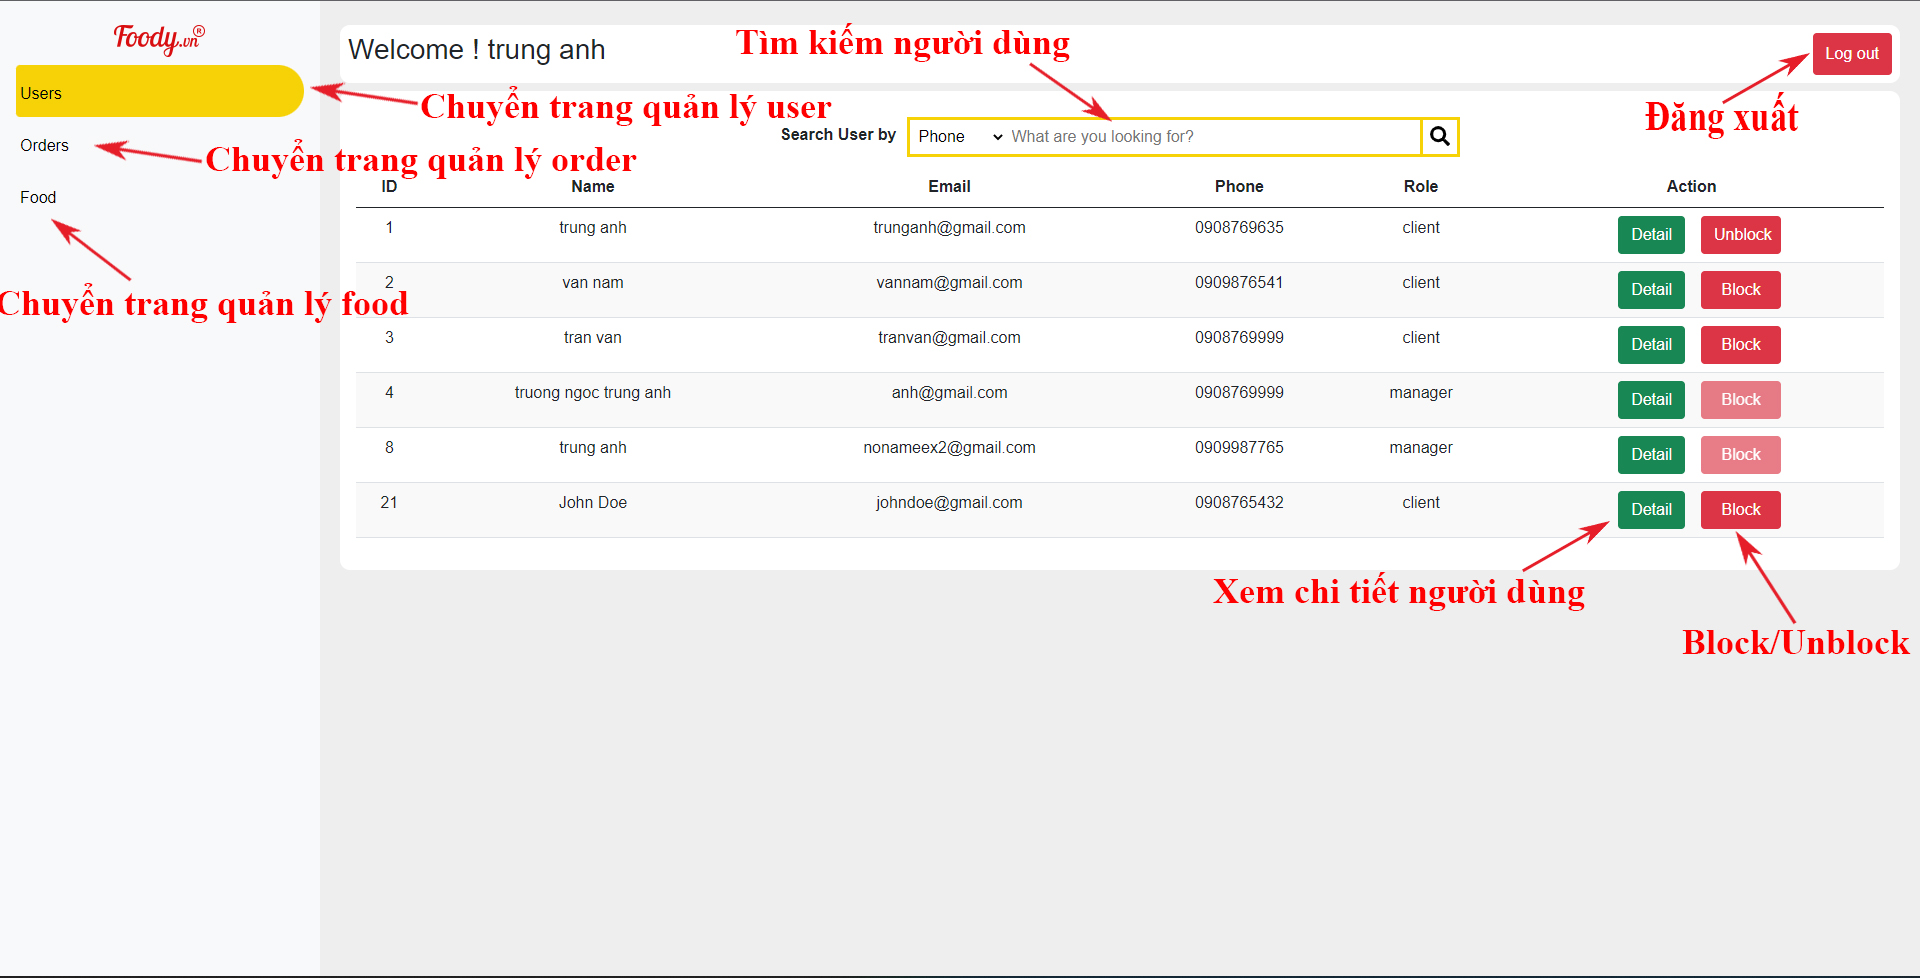 Foody.vn®
Users
Orders
Food
Chuyển trang quản lý user
Chuyển trang quản lý order
Chuyển trang quản lý food
Welcome ! trung anh
Tìm kiếm người dùng
Log out
Đăng xuất
Search User by Phone What are you looking for?
ID Name Email Phone Role Action
1 trung anh trunganh@gmail.com 0908769635 client Detail Unblock
2 van nam vannam@gmail.com 0909876541 client Detail Block
3 tran van tranvan@gmail.com 0908769999 client Detail Block
4 truong ngoc trung anh anh@gmail.com 0908769999 manager Detail Block
8 trung anh nonameex2@gmail.com 0909987765 manager Detail Block
21 John Doe johndoe@gmail.com 0908765432 client Detail Block
Xem chi tiết người dùng
Block/Unblock